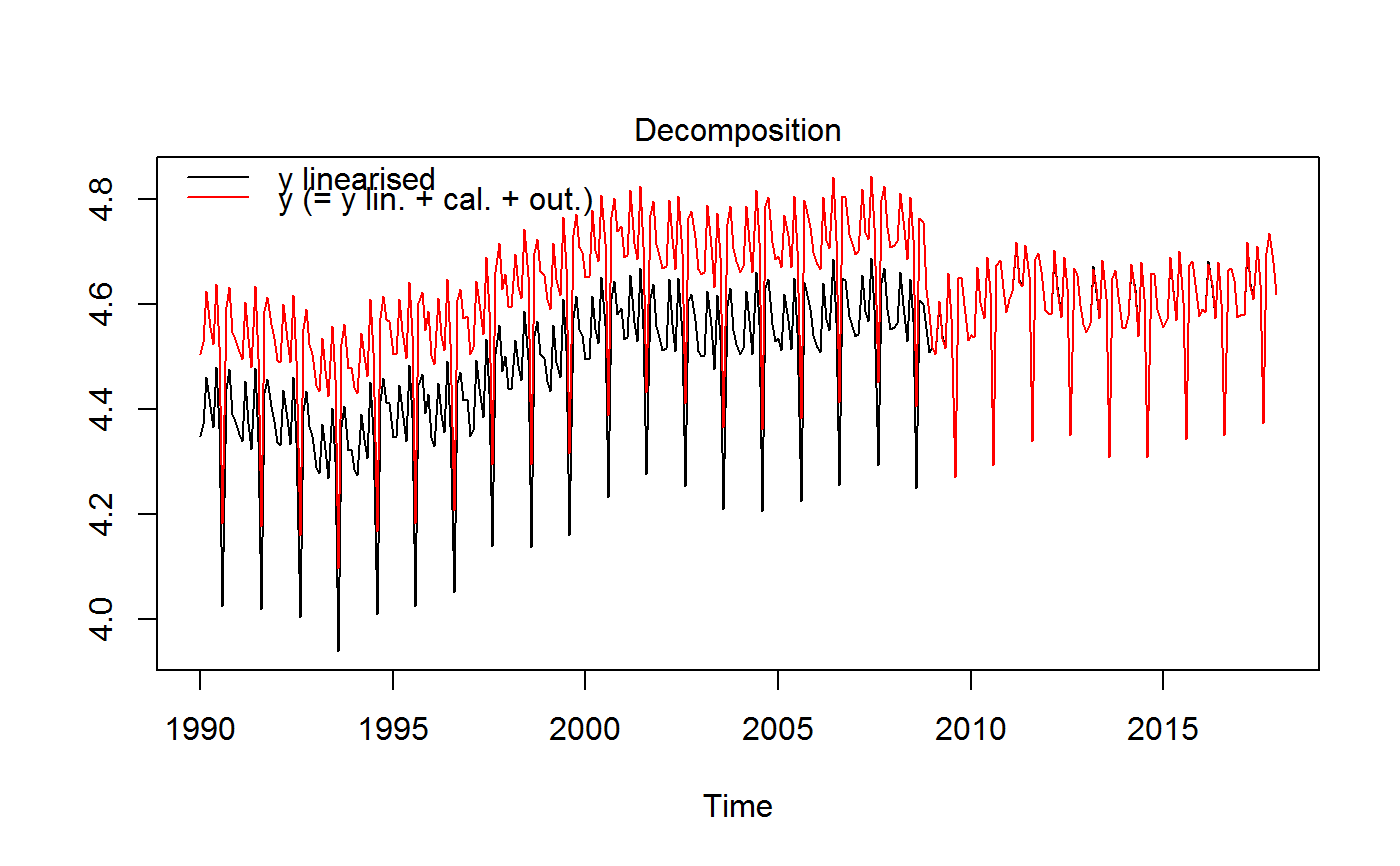 Decomposition
y linearised
y (= y lin. + cal. + out.)
4.8
4.6
4.4
4.2
4.0
1990 1995 2000 2005 2010 2015
Time